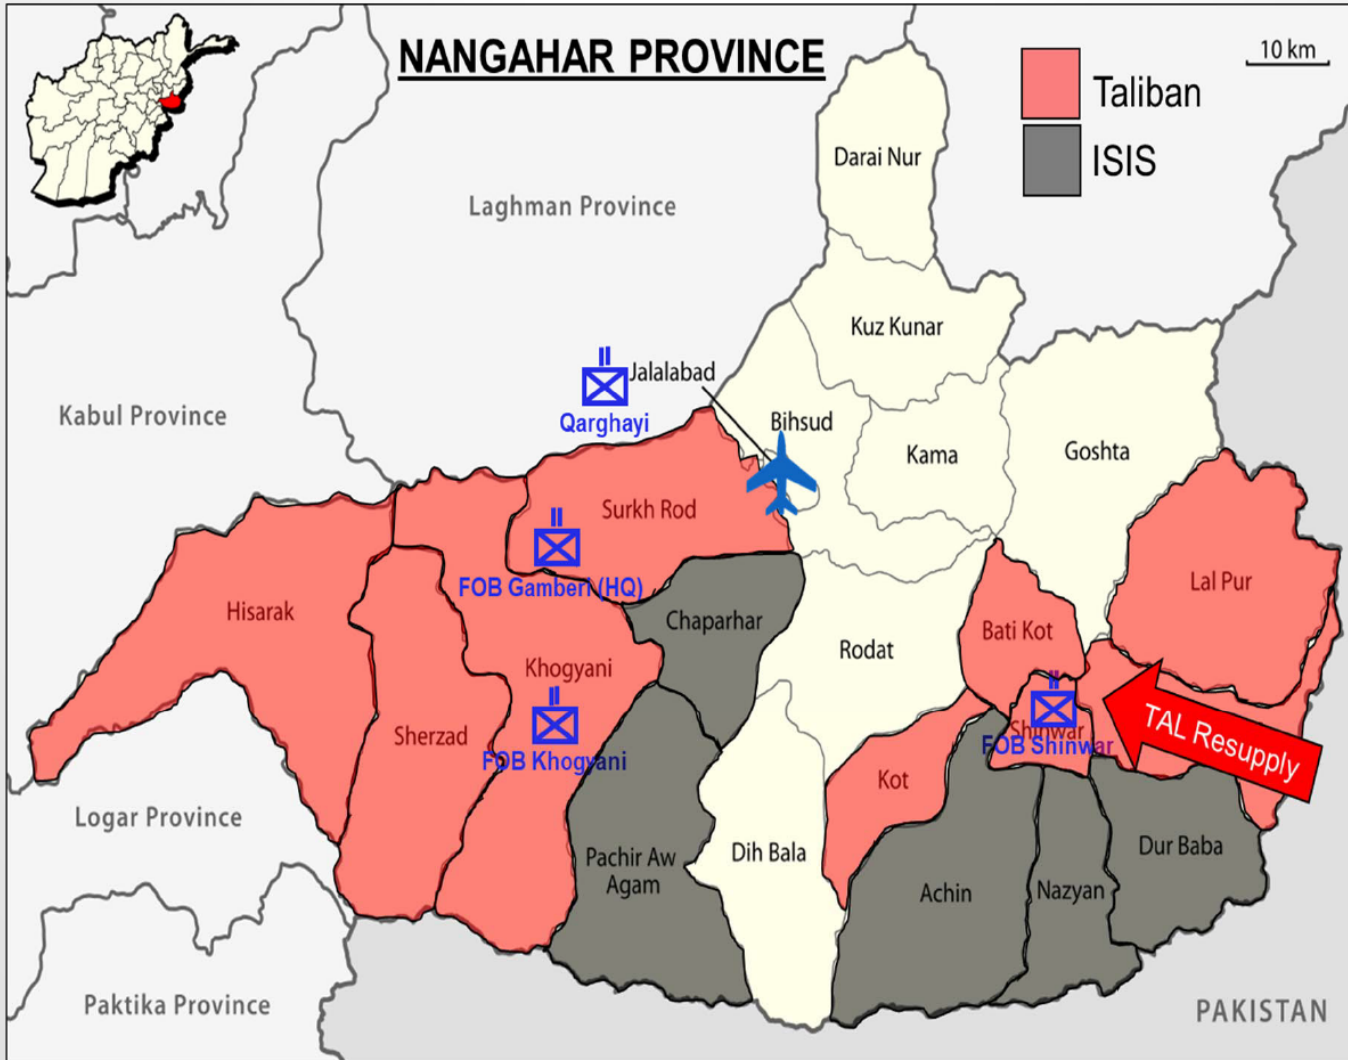 NANGAHAR PROVINCE
10 km
Taliban
ISIS
Darai Nur
Laghman Province
Kuz Kunar
Jalalabad
Kabul Province
Qarghayi
Bihsud
Kama
Goshta
Surkh Rod
FOB Gamberi (HQ)
Hisarak
Chaparhar
Lal Pur
Bati Kot
Rodat
Khogyani
Sherzad
FOB Khogyani
Shinwar
FOB Shinwar
TAL Resupply
Kot
Logar Province
Pachir Aw
Agam
Dih Bala
Achin
Nazyan
Dur Baba
Paktika Province
PAKISTAN